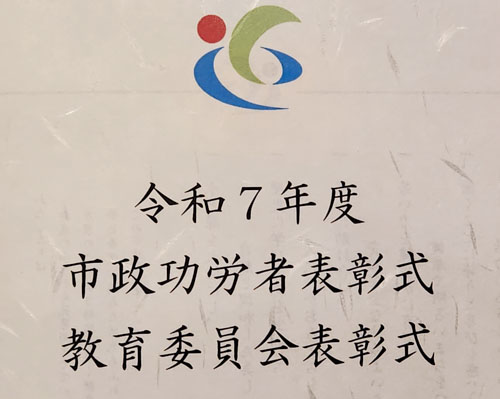 令和７年度
市政功労者表彰式
教育委員会表彰式